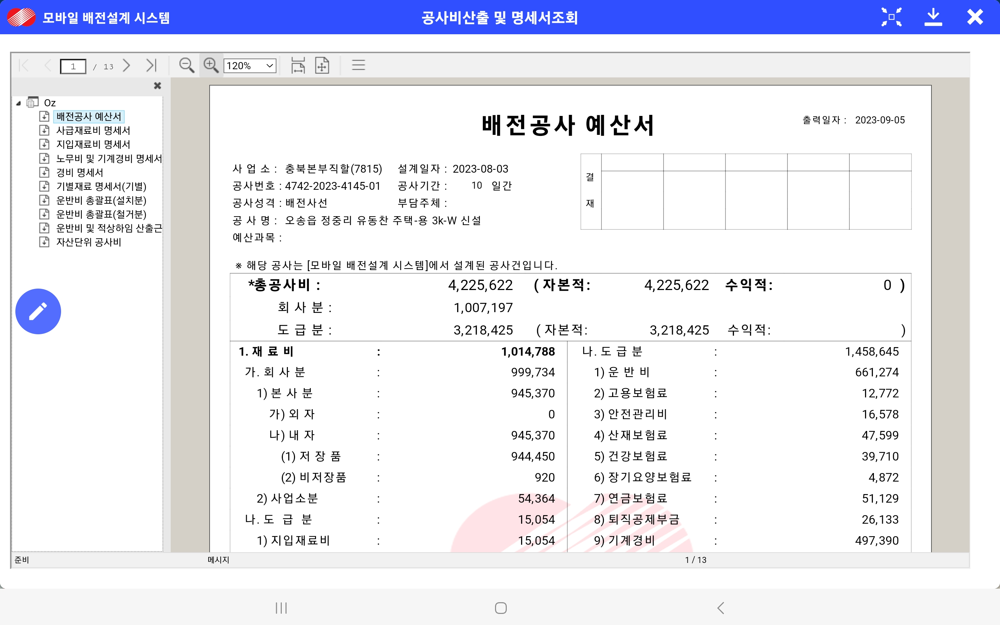 모바일 배전설계 시스템
공사비산출 및 명세서조회
1 / 13
120%
Oz
배전공사 예산서
사급재료비 명세서
지입재료비 명세서
노무비 및 기계경비 명세서
경비 명세서
기별재료 명세서(기별)
운반비 총괄표(설치분)
운반비 총괄표(철거분)
운반비 및 적상하임 산출근
자산단위 공사비
배전공사 예산서
출력일자 : 2023-09-05
사 업 소 : 충북본부직할(7815) 설계일자 : 2023-08-03
공사번호 : 4742-2023-4145-01 공사기간 : 10 일간
공사성격 : 배전사선 부담주체 :
공 사 명 : 오송읍 정중리 유동찬 주택-용 3k-W 신설
예산과목 :
결
재
※ 해당 공사는 [모바일 배전설계 시스템]에서 설계된 공사건입니다.
*총공사비 : 4,225,622 ( 자본적: 4,225,622 수익적: 0 )
회 사 분 : 1,007,197
도 급 분 : 3,218,425 ( 자본적: 3,218,425 수익적: )
1. 재 료 비 : 1,014,788
가. 회 사 분 : 999,734
1) 본 사 분 : 945,370
가) 외 자 : 0
나) 내 자 : 945,370
(1) 저 장 품 : 944,450
(2) 비저장품 : 920
2) 사업소분 : 54,364
나. 도 급 분 : 15,054
1) 지입재료비 : 15,054
나. 도 급 분 : 1,458,645
1) 운 반 비 : 661,274
2) 고용보험료 : 12,772
3) 안전관리비 : 16,578
4) 산재보험료 : 47,599
5) 건강보험료 : 39,710
6) 장기요양보험료 : 4,872
7) 연금보험료 : 51,129
8) 퇴직공제부금 : 26,133
9) 기계경비 : 497,390
준비
메시지
1 / 13